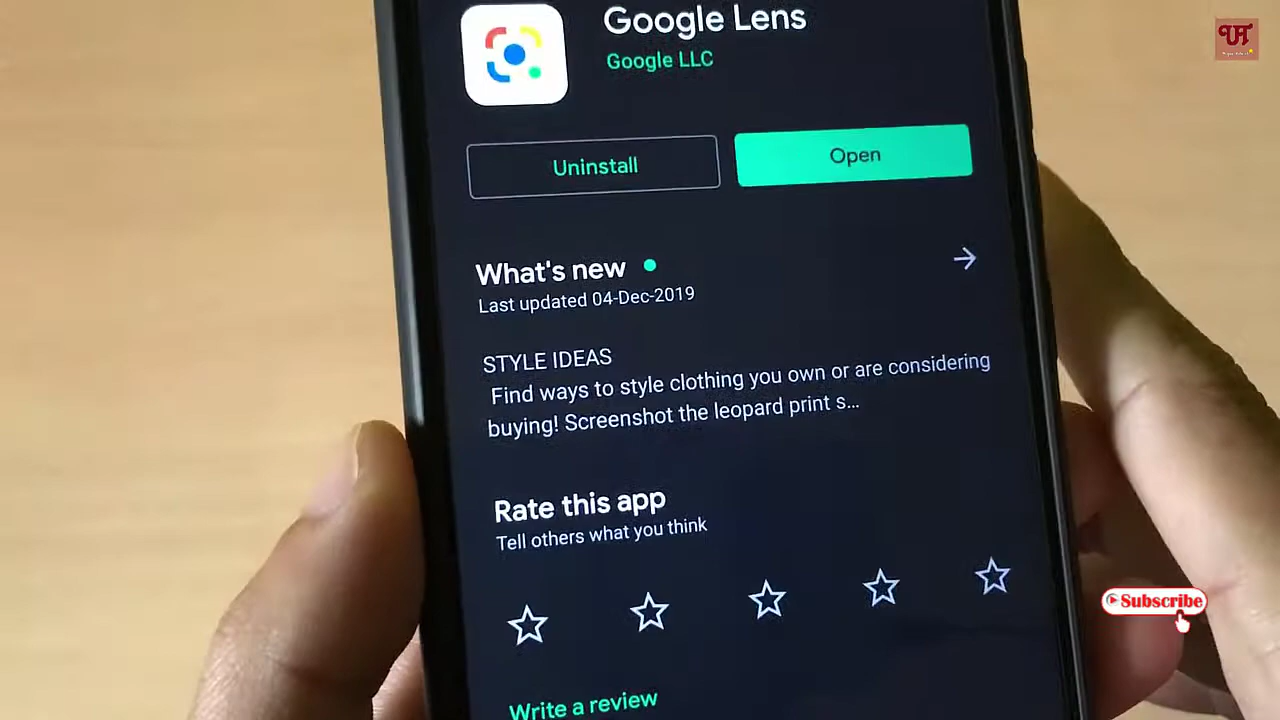 Google Lens
Google LLC
Uninstall
Open
What's new
Last updated 04-Dec-2019
STYLE IDEAS
Find ways to style clothing you own or are considering
buying! Screenshot the leopard print s...
Rate this app
Tell others what you think
Write a review
Subscribe